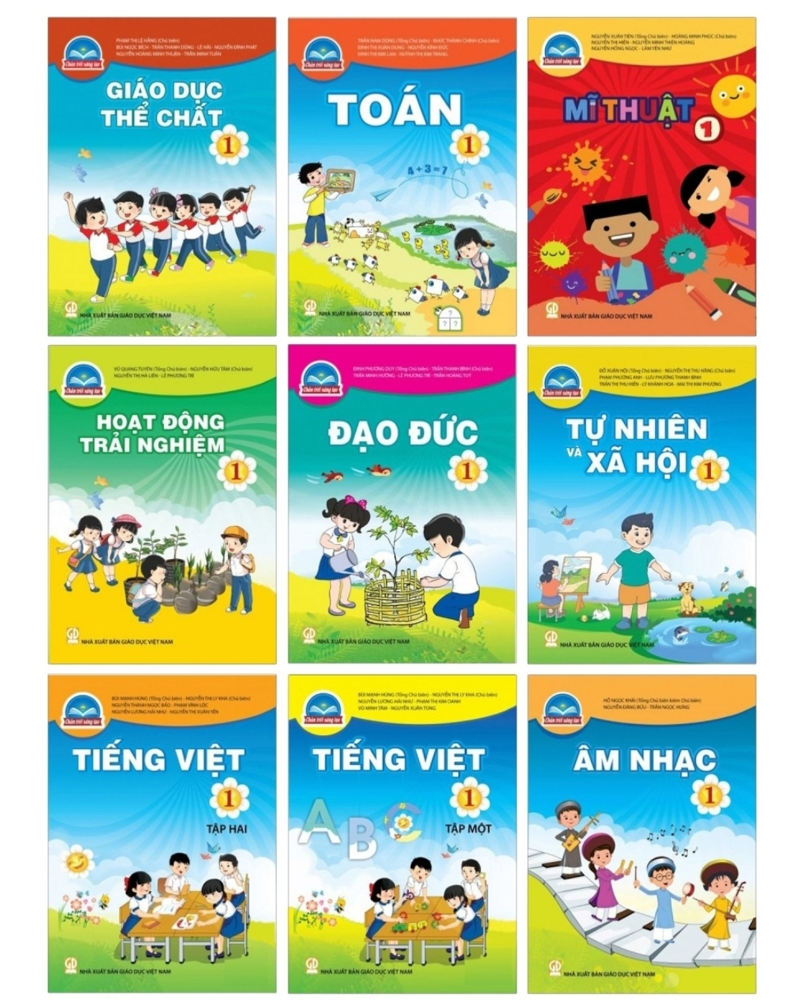 PHẠM THỊ LỆ HẰNG (Chủ biên)
BÙI NGỌC BÍCH - TRẦN THANH DŨNG - LÊ HẢI - NGUYỄN ĐÌNH PHÁT
NGUYỄN HOÀNG MINH THUẬN - TRẦN MINH TUẤN
Chân trời sáng tạo
GIÁO DỤC
THỂ CHẤT
1
NHÀ XUẤT BẢN GIÁO DỤC VIỆT NAM
TRẦN NAM DŨNG (Tổng Chủ biên) - KHÚC THÀNH CHÍNH (Chủ biên)
ĐINH THỊ XUÂN DUNG - NGUYỄN KÍNH ĐỨC
ĐINH THỊ KIM LAN - HUỲNH THỊ KIM TRANG
Chân trời sáng tạo
TOÁN
1
4 + 3 = 7
?
? ?
NHÀ XUẤT BẢN GIÁO DỤC VIỆT NAM
NGUYỄN XUÂN TIÊN (Tổng Chủ biên) - HOÀNG MINH PHÚC (Chủ biên)
NGUYỄN THỊ HIỀN - NGUYỄN MINH THIÊN HOÀNG
NGUYỄN HỒNG NGỌC - LÂM YẾN NHƯ
Chân trời sáng tạo
MĨ THUẬT
1
NHÀ XUẤT BẢN GIÁO DỤC VIỆT NAM
VŨ QUANG TUYÊN (Tổng Chủ biên) - NGUYỄN HỮU TÂM (Chủ biên)
NGUYỄN THỊ HÀ LIÊN - LÊ PHƯƠNG TRÍ
Chân trời sáng tạo
HOẠT ĐỘNG
TRẢI NGHIỆM
1
NHÀ XUẤT BẢN GIÁO DỤC VIỆT NAM
ĐINH PHƯƠNG DUY (Tổng Chủ biên) - TRẦN THANH BÌNH (Chủ biên)
TRẦN MINH HƯỜNG - LÊ PHƯƠNG TRÍ - TRẦN HOÀNG TUÝ
Chân trời sáng tạo
ĐẠO ĐỨC
1
NHÀ XUẤT BẢN GIÁO DỤC VIỆT NAM
ĐỖ XUÂN HỘI (Tổng Chủ biên) - NGUYỄN THỊ THU HẰNG (Chủ biên)
PHẠM PHƯƠNG ANH - LƯU PHƯƠNG THANH BÌNH
TRẦN THỊ THU HIỀN - LÝ KHÁNH HOA - MAI THỊ KIM PHƯỢNG
Chân trời sáng tạo
TỰ NHIÊN
VÀ XÃ HỘI
1
NHÀ XUẤT BẢN GIÁO DỤC VIỆT NAM
BÙI MẠNH HÙNG (Tổng Chủ biên) - NGUYỄN THỊ LY KHA (Chủ biên)
NGUYỄN THÀNH NGỌC BẢO - PHẠM VĨNH LỘC
NGUYỄN LƯƠNG HẢI NHƯ - NGUYỄN THỊ XUÂN YẾN
Chân trời sáng tạo
TIẾNG VIỆT
1
TẬP HAI
NHÀ XUẤT BẢN GIÁO DỤC VIỆT NAM
BÙI MẠNH HÙNG (Tổng Chủ biên) - NGUYỄN THỊ LY KHA (Chủ biên)
NGUYỄN LƯƠNG HẢI NHƯ - PHẠM THỊ KIM OANH
VŨ MINH TÂM - NGUYỄN XUÂN TÙNG
Chân trời sáng tạo
TIẾNG VIỆT
1
TẬP MỘT
A B C
NHÀ XUẤT BẢN GIÁO DỤC VIỆT NAM
HỒ NGỌC KHẢI (Tổng Chủ biên kiêm Chủ biên)
NGUYỄN ĐĂNG BỬU - TRẦN NGỌC HƯNG
Chân trời sáng tạo
ÂM NHẠC
1
NHÀ XUẤT BẢN GIÁO DỤC VIỆT NAM